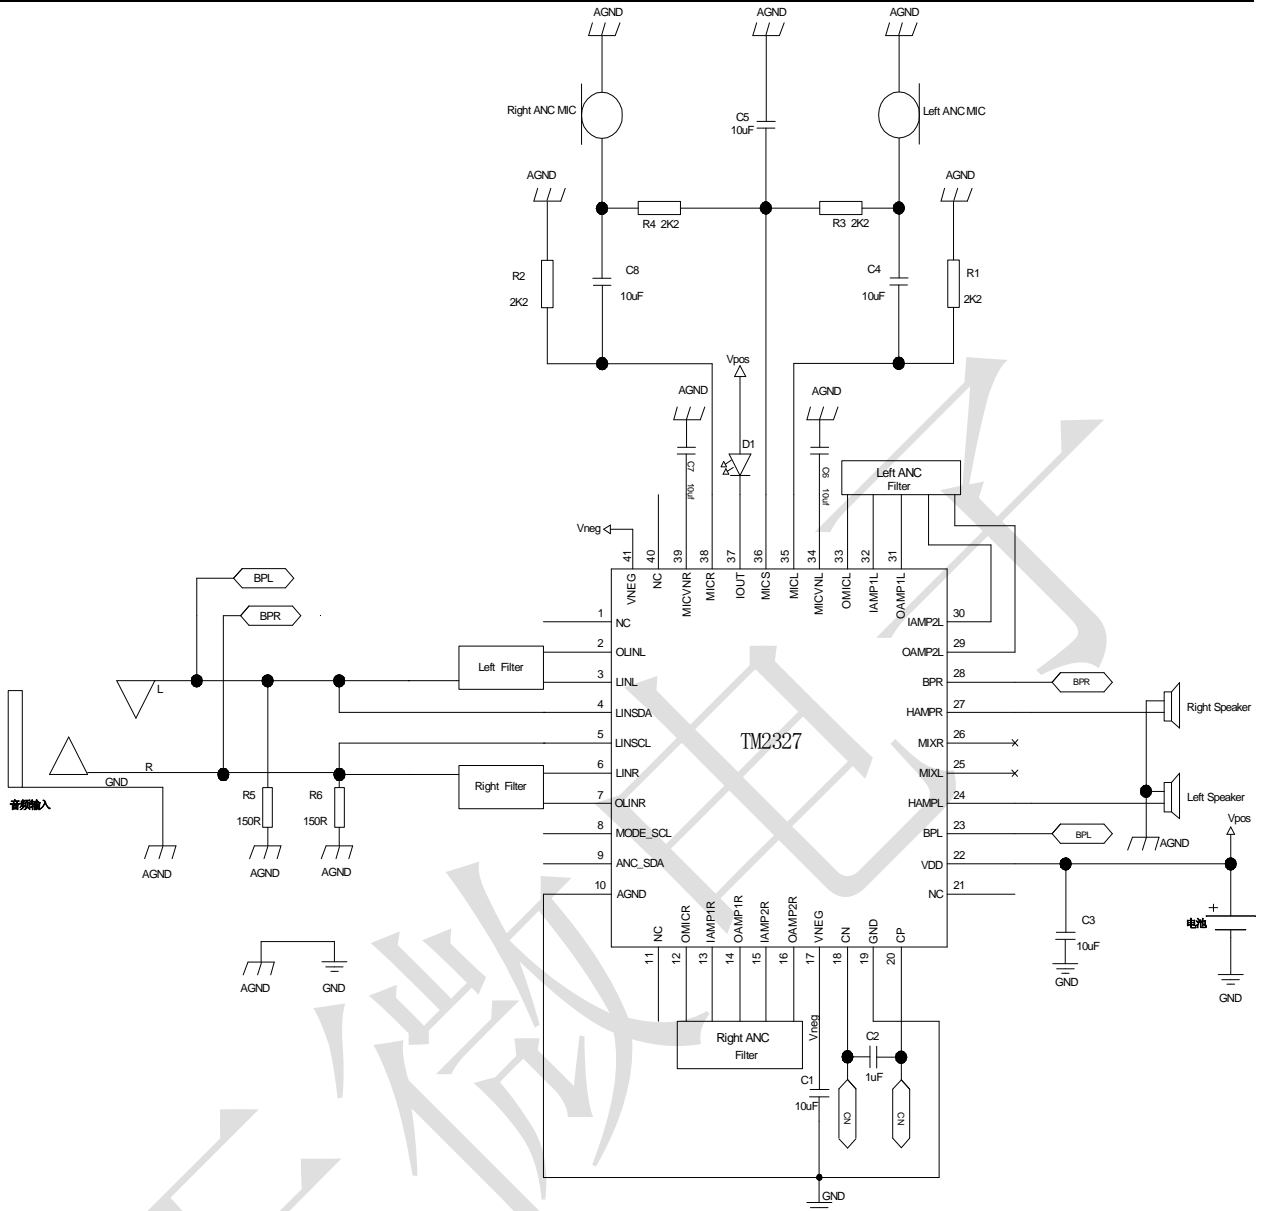 AGND
AGND
AGND
Right ANC MIC
C5
10uF
Left ANC MIC
AGND
AGND
R4 2K2
R3 2K2
R2
2K2
C8
10uF
C4
10uF
R1
2K2
Vpos
AGND
AGND
D1
C7 10uf
C6 10uf
Left ANC
Filter
Vneg
41
40
39
38
37
36
35
34
33
32
31
VNEG
NC
MICVNR
MICR
IOUT
MICS
MICL
MICVNL
OMICL
IAMP1L
OAMP1L
BPL
BPR
1
NC
IAMP2L
30
2
OLINL
OAMP2L
29
Left Filter
3
LINL
BPR
28
BPR
L
4
LINSDA
HAMPR
27
Right Speaker
5
LINSCL
MIXR
26
TM2327
R
6
LINR
MIXL
25
GND
Right Filter
音频输入
R5
150R
R6
150R
7
OLINR
HAMPL
24
Left Speaker
8
MODE_SCL
BPL
23
BPL
Vpos
AGND
AGND
AGND
AGND
9
ANC_SDA
VDD
22
10
AGND
NC
21
NC
OMICR
IAMP1R
OAMP1R
IAMP2R
OAMP2R
VNEG
CN
GND
CP
C3
10uF
+
电池
11
12
13
14
15
16
17
18
19
20
AGND
GND
GND
GND
Right ANC
Filter
Vneg
C2
1uF
C1
10uF
CN
CN
GND
微电子